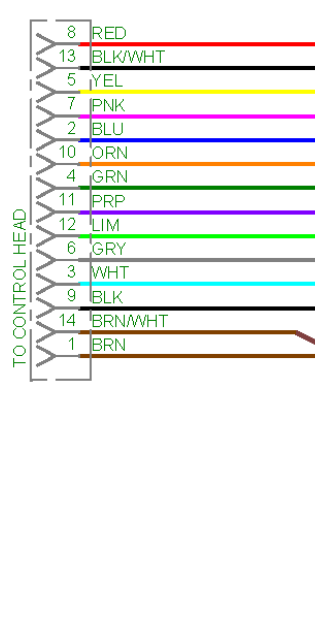 8 RED
13 BLK/WHT
5 YEL
7 PNK
2 BLU
10 ORN
4 GRN
11 PRP
12 LIM
6 GRY
3 WHT
9 BLK
14 BRN/WHT
1 BRN
TO CONTROL HEAD